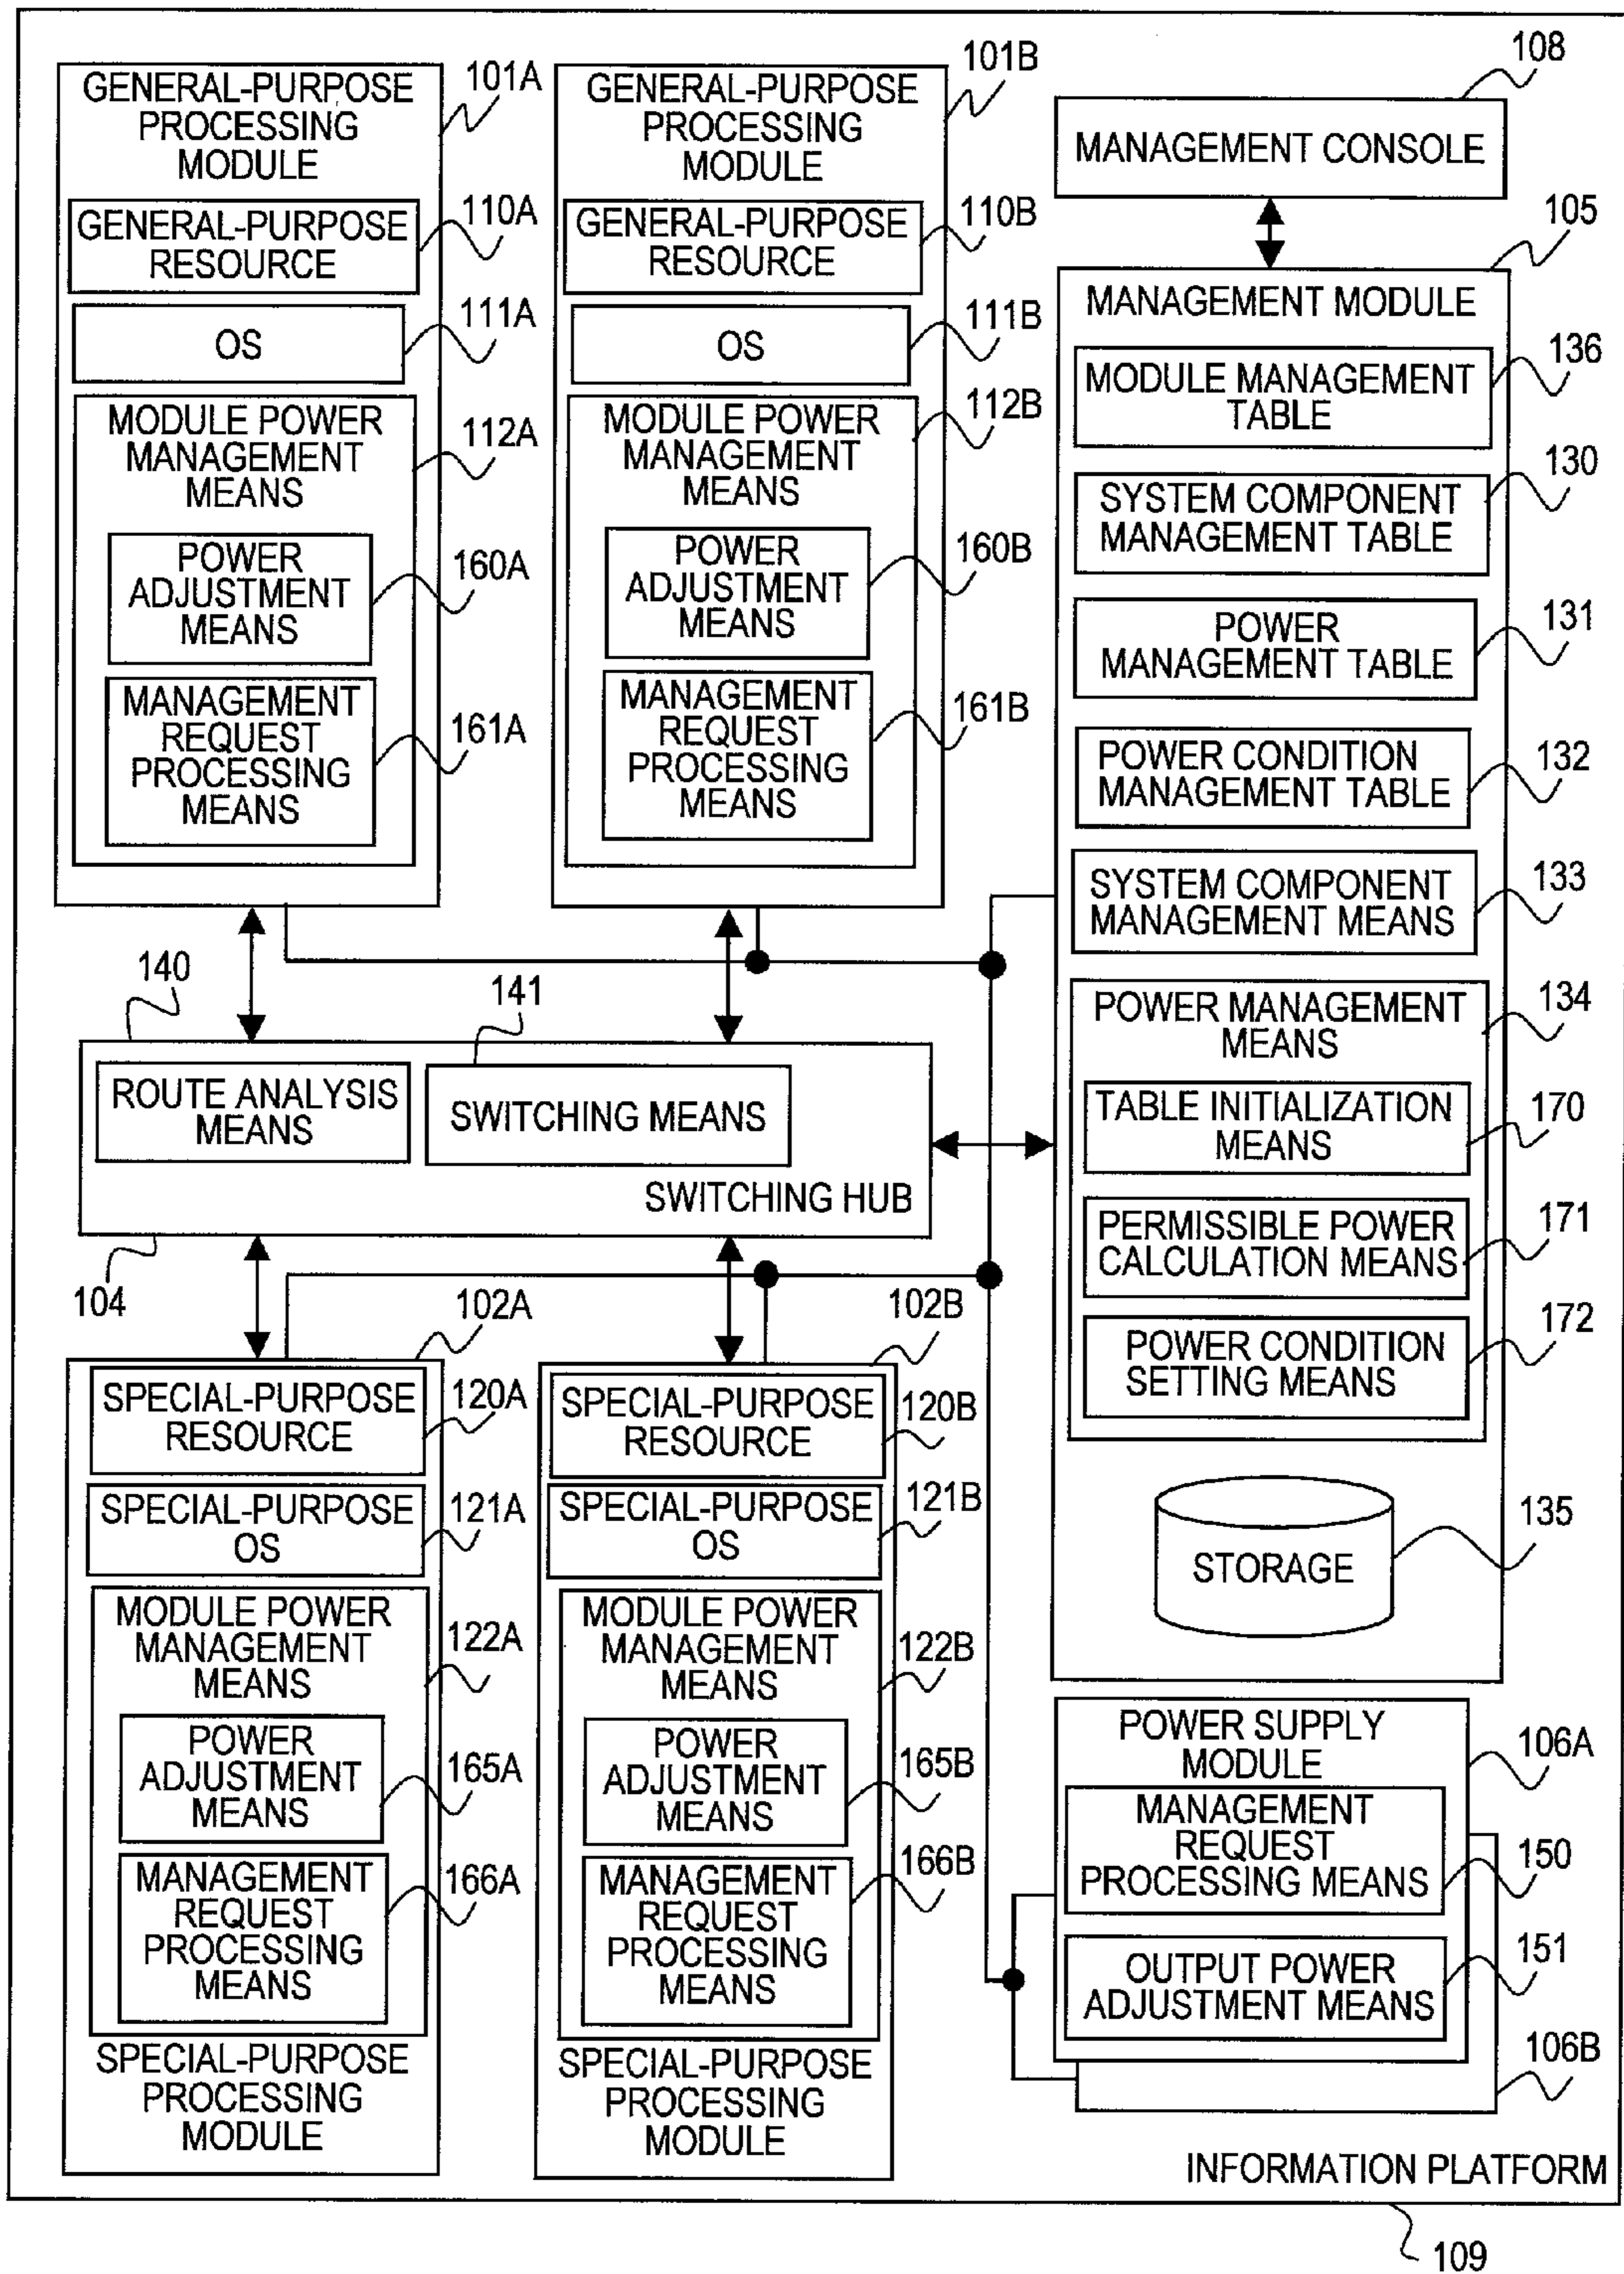 GENERAL-PURPOSE
PROCESSING
MODULE
101A
GENERAL-PURPOSE
RESOURCE
110A
OS
111A
MODULE POWER
MANAGEMENT
MEANS
112A
POWER
ADJUSTMENT
MEANS
160A
MANAGEMENT
REQUEST
PROCESSING
MEANS
161A
GENERAL-PURPOSE
PROCESSING
MODULE
101B
GENERAL-PURPOSE
RESOURCE
110B
OS
111B
MODULE POWER
MANAGEMENT
MEANS
112B
POWER
ADJUSTMENT
MEANS
160B
MANAGEMENT
REQUEST
PROCESSING
MEANS
161B
108
MANAGEMENT CONSOLE
105
MANAGEMENT MODULE
MODULE MANAGEMENT
TABLE
136
SYSTEM COMPONENT
MANAGEMENT TABLE
130
POWER
MANAGEMENT TABLE
131
POWER CONDITION
MANAGEMENT TABLE
132
SYSTEM COMPONENT
MANAGEMENT MEANS
133
POWER MANAGEMENT
MEANS
134
TABLE INITIALIZATION
MEANS
170
PERMISSIBLE POWER
CALCULATION MEANS
171
POWER CONDITION
SETTING MEANS
172
STORAGE
135
140
141
ROUTE ANALYSIS
MEANS
SWITCHING MEANS
SWITCHING HUB
104
102A
SPECIAL-PURPOSE
RESOURCE
120A
SPECIAL-PURPOSE
OS
121A
MODULE POWER
MANAGEMENT
MEANS
122A
POWER
ADJUSTMENT
MEANS
165A
MANAGEMENT
REQUEST
PROCESSING
MEANS
166A
SPECIAL-PURPOSE
PROCESSING
MODULE
102B
SPECIAL-PURPOSE
RESOURCE
120B
SPECIAL-PURPOSE
OS
121B
MODULE POWER
MANAGEMENT
MEANS
122B
POWER
ADJUSTMENT
MEANS
165B
MANAGEMENT
REQUEST
PROCESSING
MEANS
166B
SPECIAL-PURPOSE
PROCESSING
MODULE
POWER SUPPLY
MODULE
106A
MANAGEMENT
REQUEST
PROCESSING MEANS
150
OUTPUT POWER
ADJUSTMENT MEANS
151
106B
INFORMATION PLATFORM
109